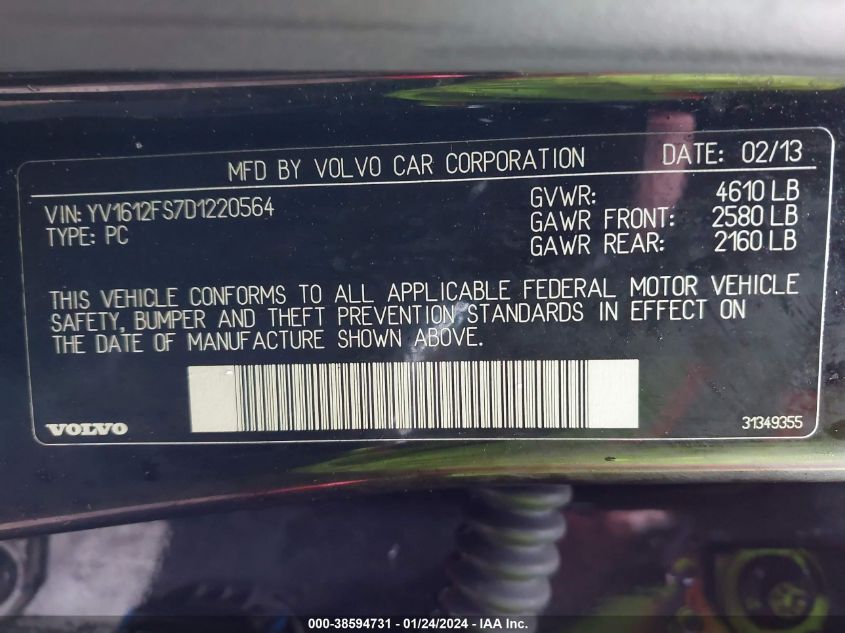 MFD BY VOLVO CAR CORPORATION DATE: 02/13
VIN: YV1612FS7D1220564 GVWR: 4610 LB
TYPE: PC GAWR FRONT: 2580 LB
GAWR REAR: 2160 LB
THIS VEHICLE CONFORMS TO ALL APPLICABLE FEDERAL MOTOR VEHICLE
SAFETY, BUMPER AND THEFT PREVENTION STANDARDS IN EFFECT ON
THE DATE OF MANUFACTURE SHOWN ABOVE.
VOLVO 31349355
000-38594731 - 01/24/2024 - IAA Inc.